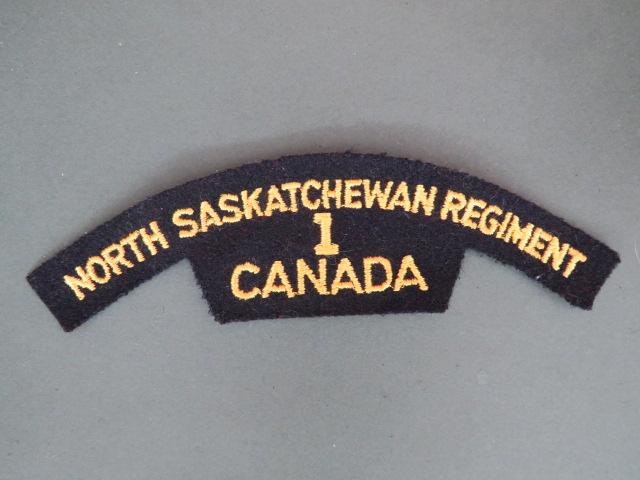 NORTH SASKATCHEWAN REGIMENT
1
CANADA